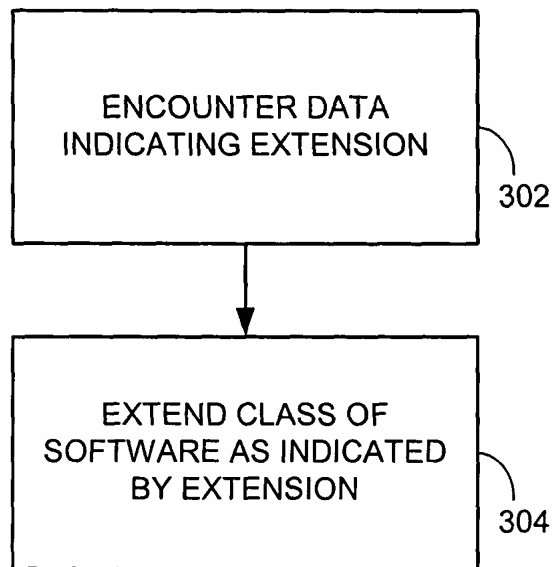 ENCOUNTER DATA
INDICATING EXTENSION
302
EXTEND CLASS OF
SOFTWARE AS INDICATED
BY EXTENSION
304